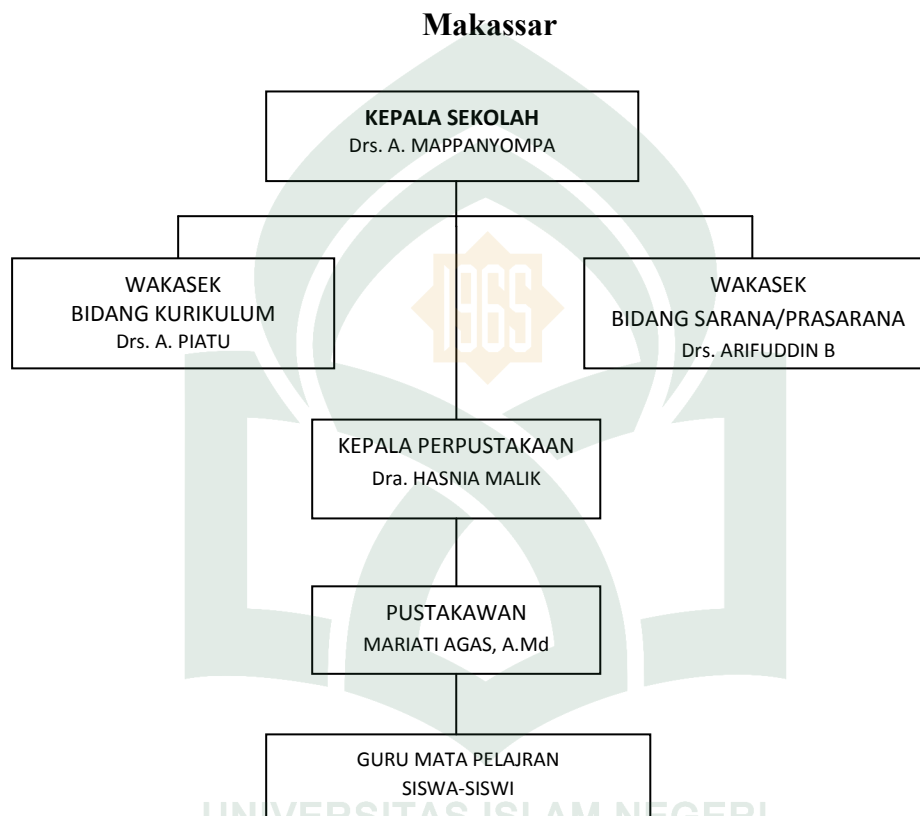 Makassar
KEPALA SEKOLAH
Drs. A. MAPPANYOMPA
WAKASEK
BIDANG KURIKULUM
Drs. A. PIATU
WAKASEK
BIDANG SARANA/PRASARANA
Drs. ARIFUDDIN B
1965
KEPALA PERPUSTAKAAN
Dra. HASNIA MALIK
PUSTAKAWAN
MARIATI AGAS, A.Md
GURU MATA PELAJRAN
SISWA-SISWI
UNIVERSITAS ISLAM NEGERI